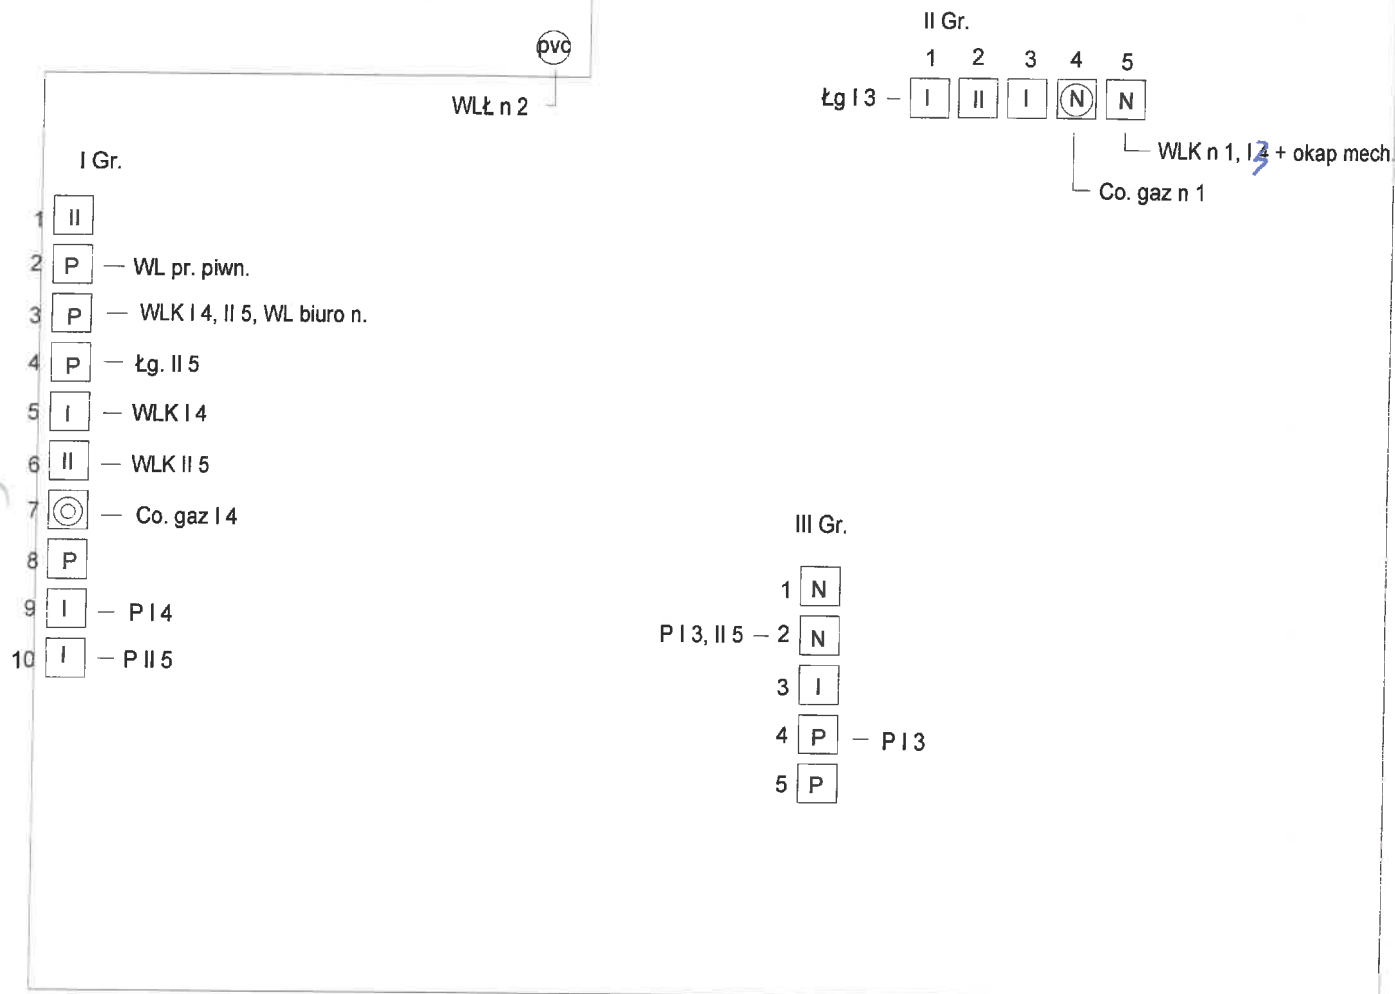 pvc
WLŁ n 2
I Gr.
1 II
2 P — WL pr. piwn.
3 P — WLK I 4, II 5, WL biuro n.
4 P — Łg. II 5
5 I — WLK I 4
6 II — WLK II 5
7 — Co. gaz I 4
8 P
9 I — P I 4
10 I — P II 5
II Gr.
1 2 3 4 5
Łg I 3 – I II I N N
WLK n 1, I 3 + okap mech.
Co. gaz n 1
III Gr.
1 N
P I 3, II 5 – 2 N
3 I
4 P — P I 3
5 P